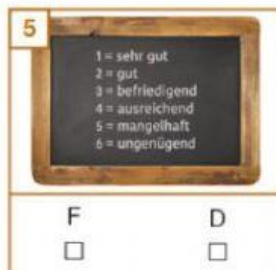 5
1 = sehr gut
2 = gut
3 = befriedigend
4 = ausreichend
5 = mangelhaft
6 = ungenügend
F D